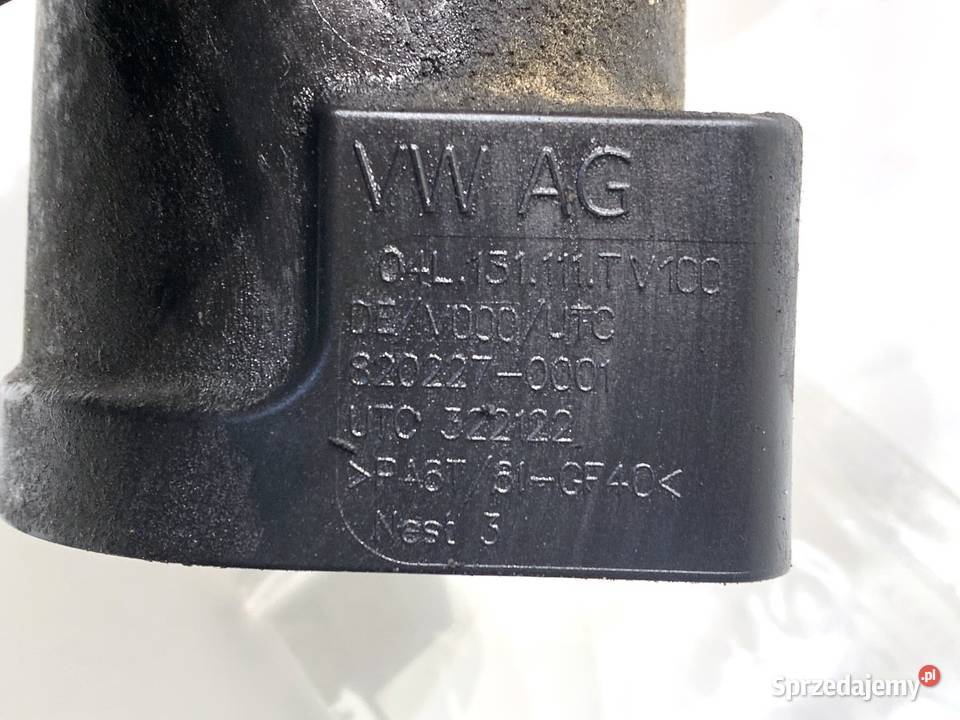 VW AG
04L.131.111.T V100
DE/V000/UTC
820227-0001
UTC 322122
>PA6T/6I-GF40<
Nest 3
Sprzedajemy.pl